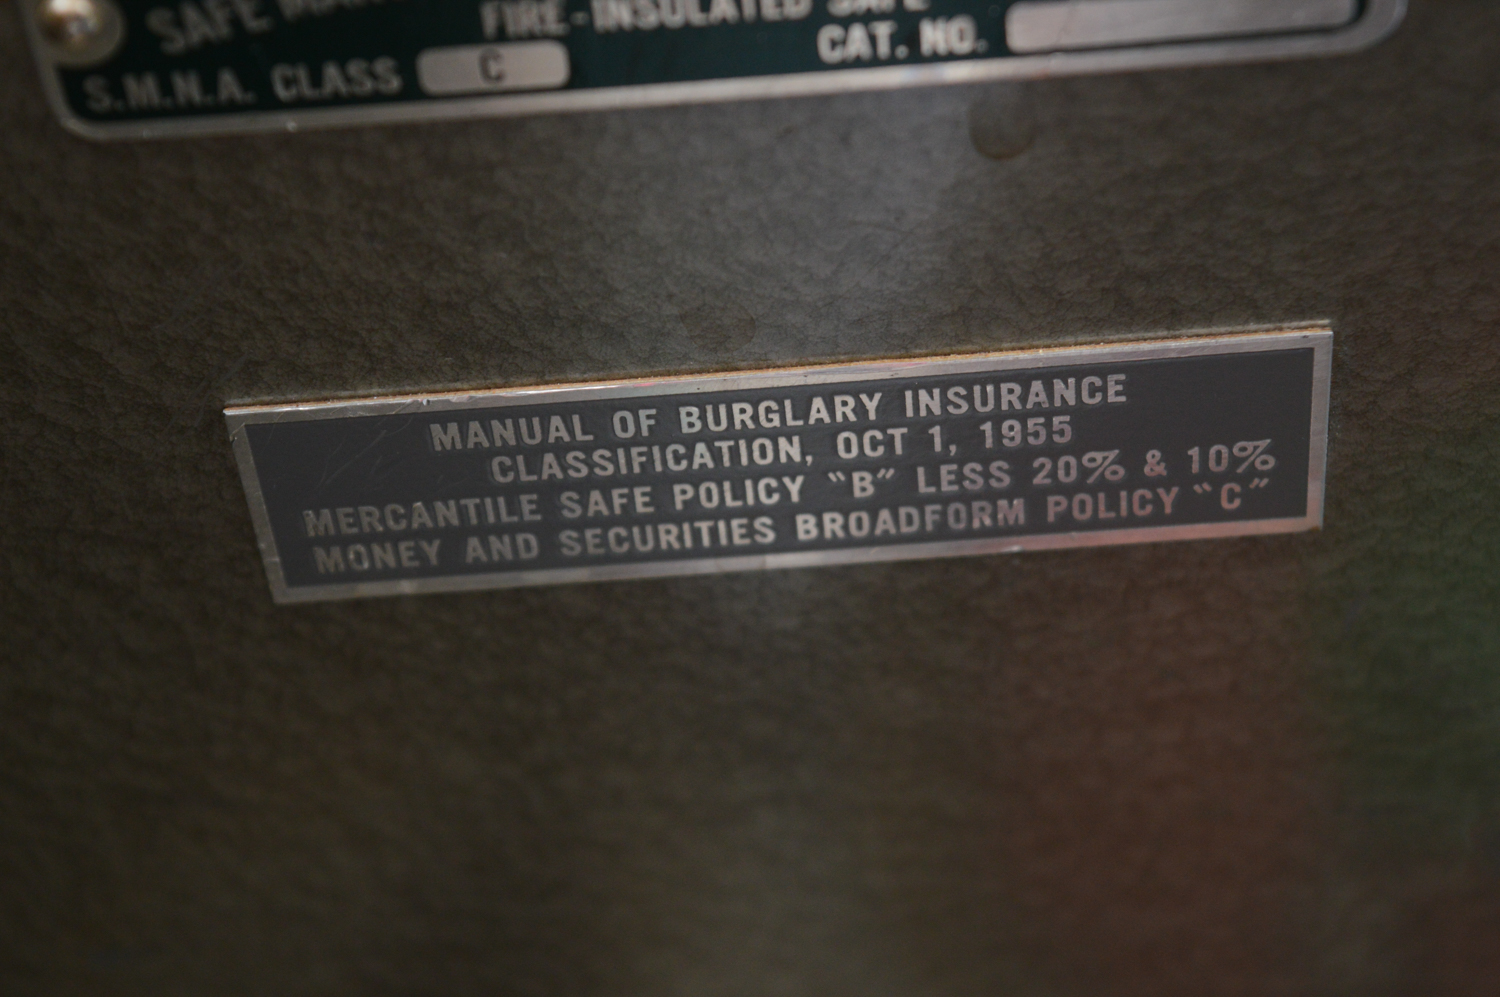 SAFE
FIRE-INSULATED SAFE
CAT. NO.
S.M.N.A. CLASS C
MANUAL OF BURGLARY INSURANCE
CLASSIFICATION, OCT 1, 1955
MERCANTILE SAFE POLICY "B" LESS 20% & 10%
MONEY AND SECURITIES BROADFORM POLICY "C"